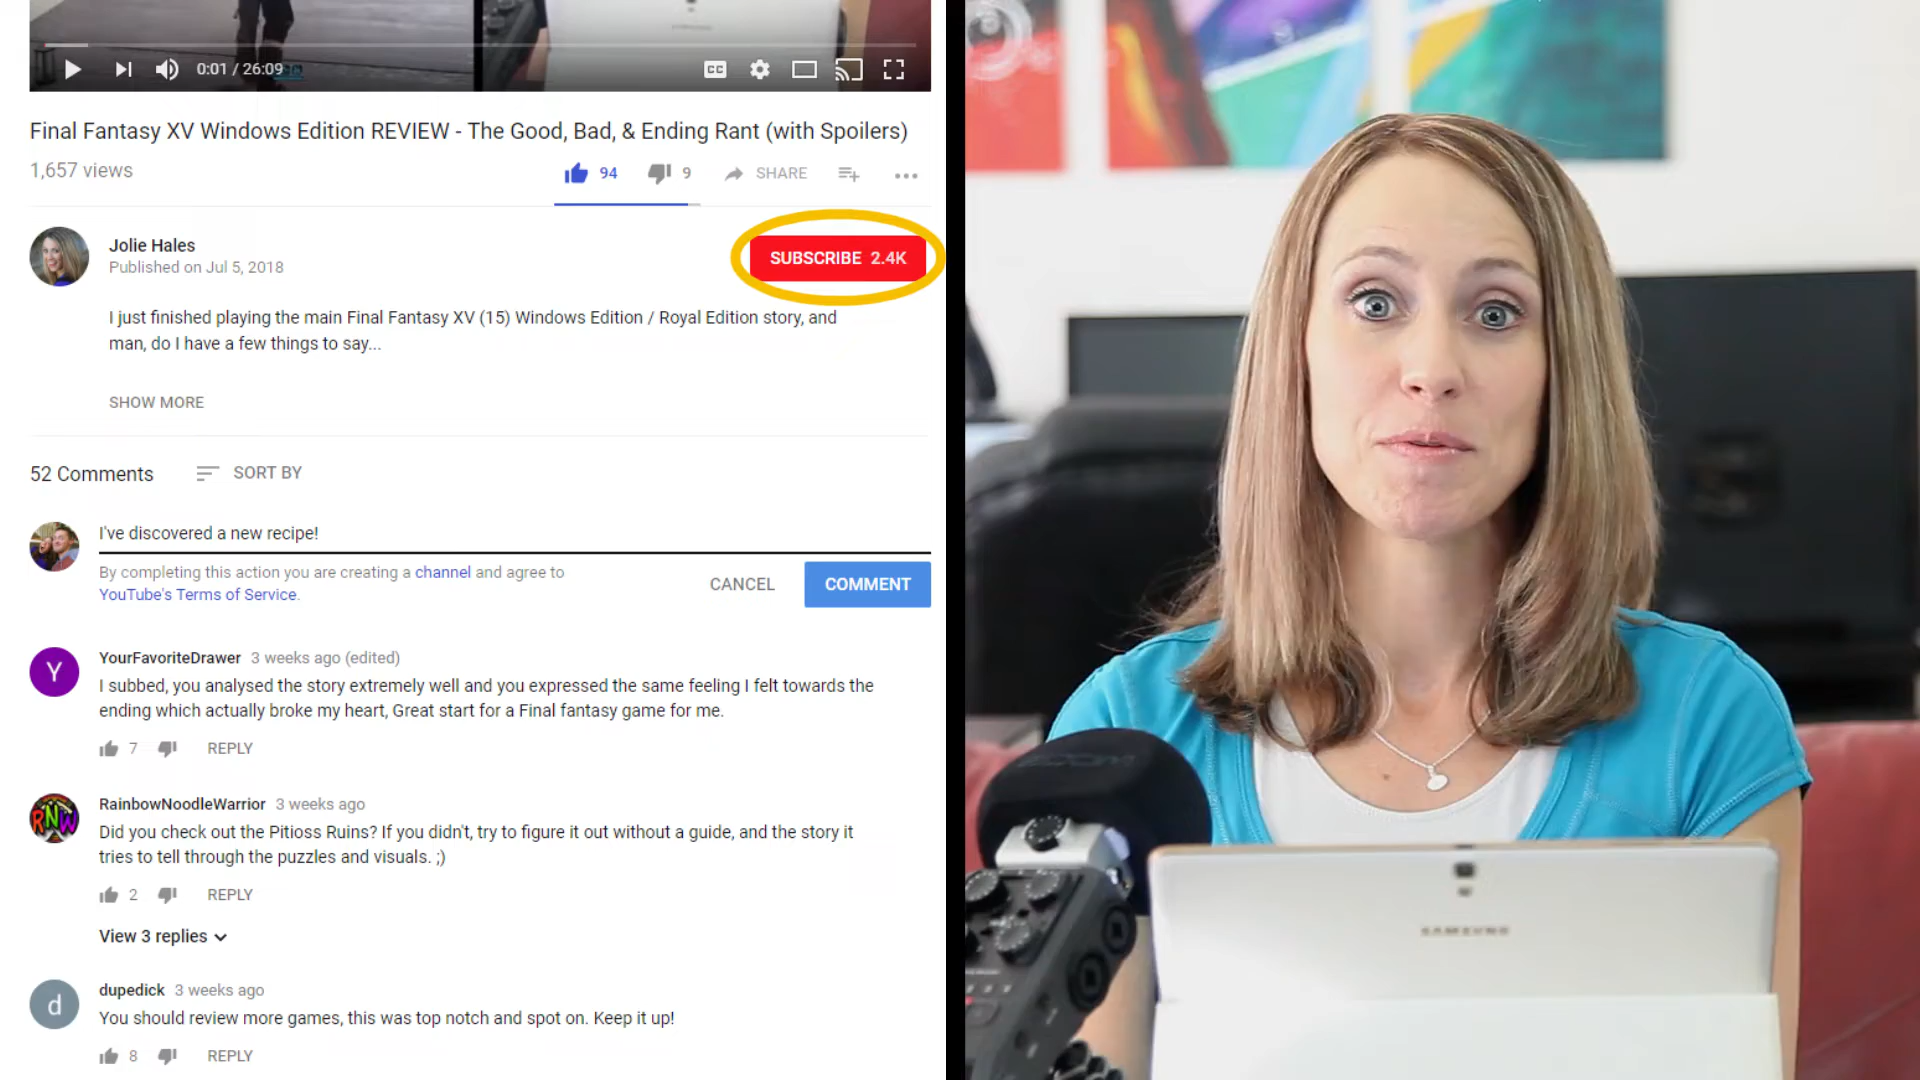 0:01 / 26:09
CC
Final Fantasy XV Windows Edition REVIEW - The Good, Bad, & Ending Rant (with Spoilers)
1,657 views
94
9
SHARE
Jolie Hales
Published on Jul 5, 2018
SUBSCRIBE 2.4K
I just finished playing the main Final Fantasy XV (15) Windows Edition / Royal Edition story, and
man, do I have a few things to say...
SHOW MORE
52 Comments
SORT BY
I've discovered a new recipe!
By completing this action you are creating a channel and agree to
YouTube's Terms of Service.
CANCEL
COMMENT
Y
YourFavoriteDrawer 3 weeks ago (edited)
I subbed, you analysed the story extremely well and you expressed the same feeling I felt towards the
ending which actually broke my heart, Great start for a Final fantasy game for me.
7
REPLY
RNW
RainbowNoodleWarrior 3 weeks ago
Did you check out the Pitioss Ruins? If you didn't, try to figure it out without a guide, and the story it
tries to tell through the puzzles and visuals. ;)
2
REPLY
View 3 replies
d
dupedick 3 weeks ago
You should review more games, this was top notch and spot on. Keep it up!
8
REPLY
ZOOM
SAMSUNG